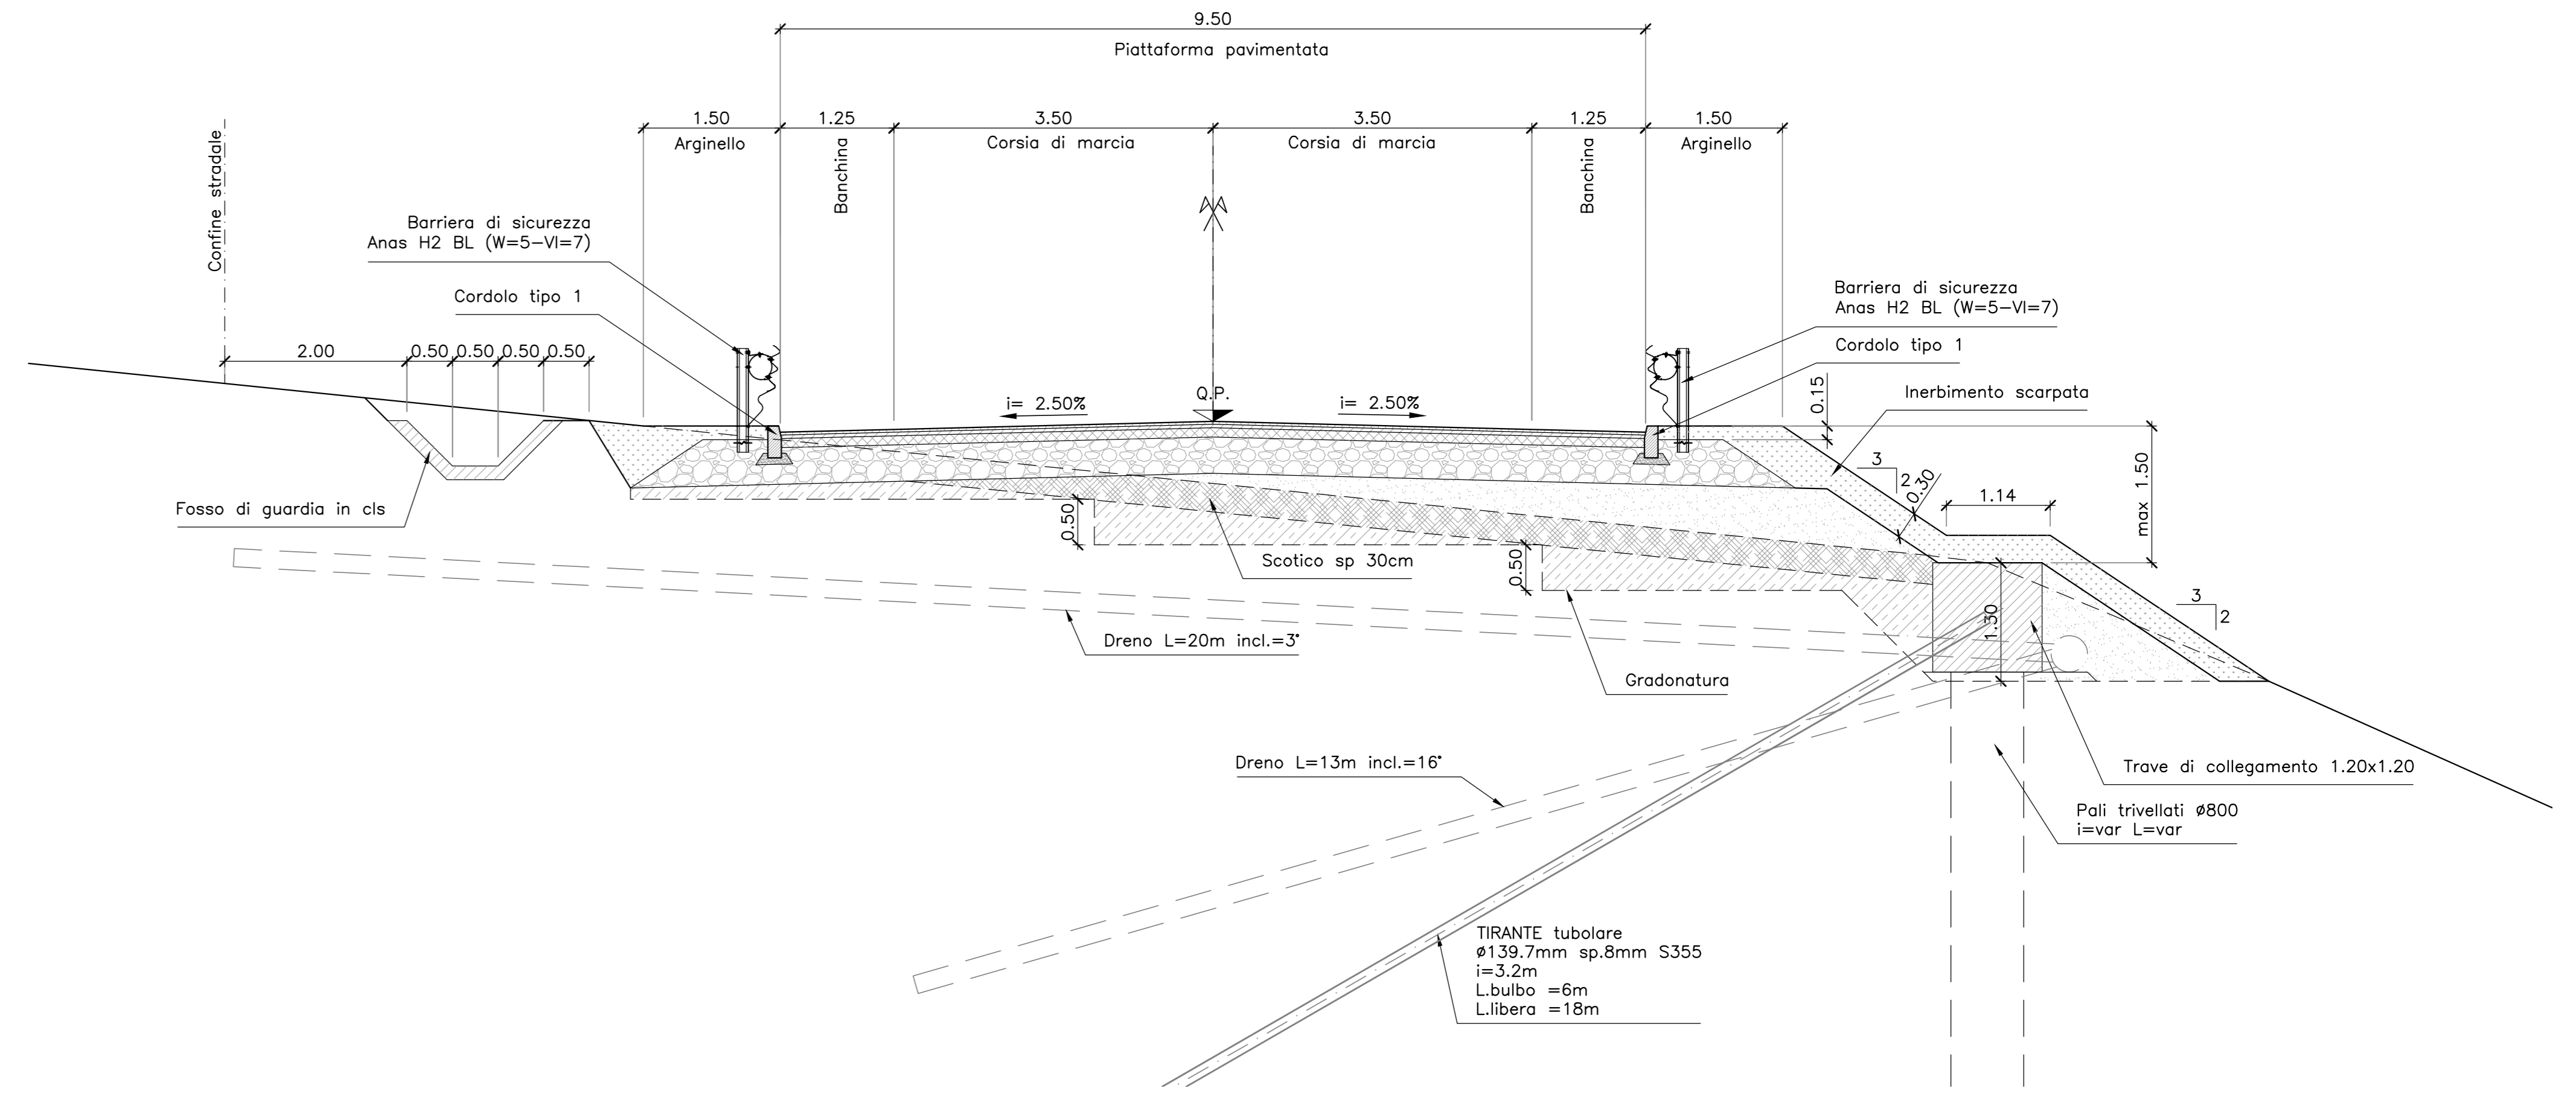 9.50
Piattaforma pavimentata
1.50
1.25
3.50
3.50
1.25
1.50
Arginello
Banchina
Corsia di marcia
Corsia di marcia
Banchina
Arginello
Confine stradale
Barriera di sicurezza
Anas H2 BL (W=5-VI=7)
Cordolo tipo 1
Barriera di sicurezza
Anas H2 BL (W=5-VI=7)
Cordolo tipo 1
2.00
0.50
0.50
0.50
0.50
Q.P.
i= 2.50%
i= 2.50%
0.15
Inerbimento scarpata
3
2
0.30
1.14
max 1.50
Fosso di guardia in cls
0.50
0.50
Scotico sp 30cm
1.30
3
2
Dreno L=20m incl.=3°
Gradonatura
Dreno L=13m incl.=16°
Trave di collegamento 1.20x1.20
Pali trivellati ø800
i=var L=var
TIRANTE tubolare
ø139.7mm sp.8mm S355
i=3.2m
L.bulbo =6m
L.libera =18m